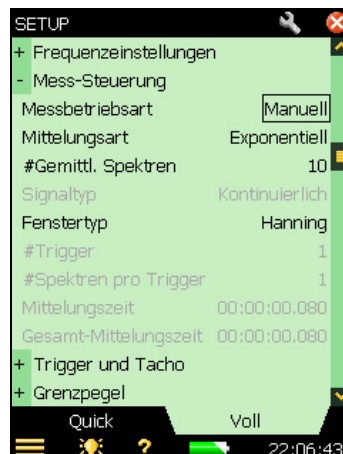 SETUP
+ Frequenzeinstellungen
- Mess-Steuerung
Messbetriebsart Manuell
Mittelungsart Exponentiell
#Gemittl. Spektren 10
Signaltyp Kontinuierlich
Fenstertyp Hanning
#Trigger 1
#Spektren pro Trigger 1
Mittelungszeit 00:00:00.080
Gesamt-Mittelungszeit 00:00:00.080
+ Trigger und Tacho
+ Grenzpegel
Quick Voll
? 22:06:43